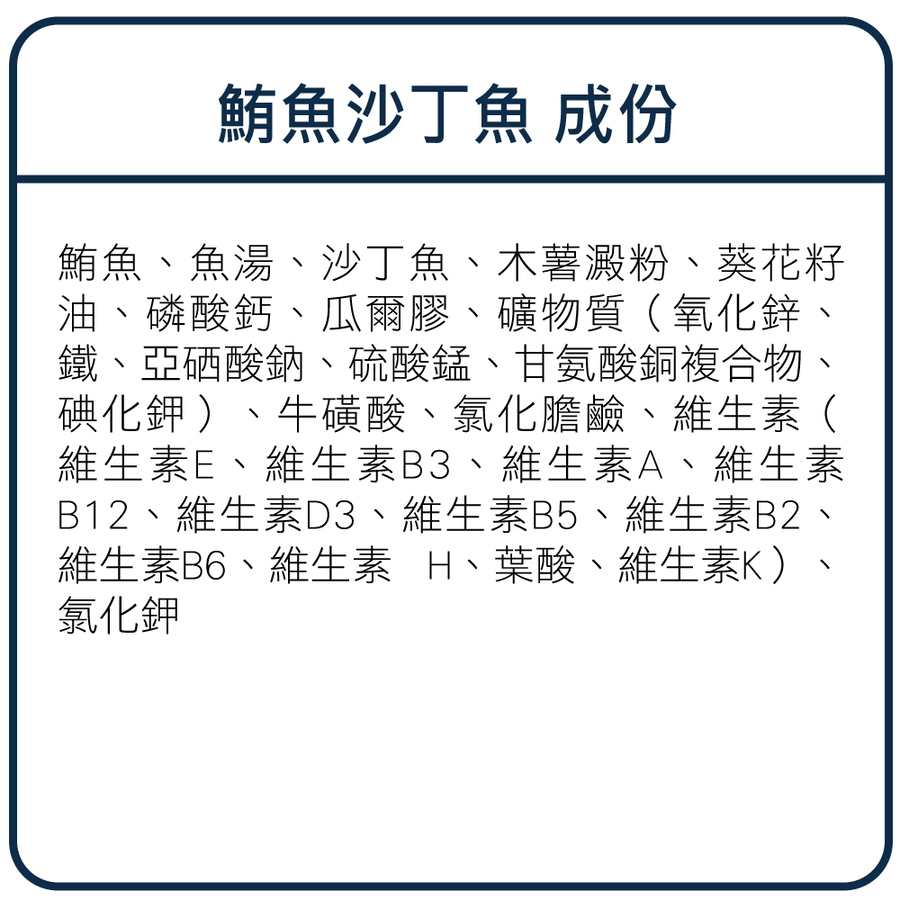 鮪魚沙丁魚 成份
鮪魚、魚湯、沙丁魚、木薯澱粉、葵花籽
油、磷酸鈣、瓜爾膠、礦物質（氧化鋅、
鐵、亞硒酸鈉、硫酸錳、甘氨酸銅複合物、
碘化鉀）、牛磺酸、氯化膽鹼、維生素（
維生素E、維生素B3、維生素A、維生素
B12、維生素D3、維生素B5、維生素B2、
維生素B6、維生素 H、葉酸、維生素K）、
氯化鉀